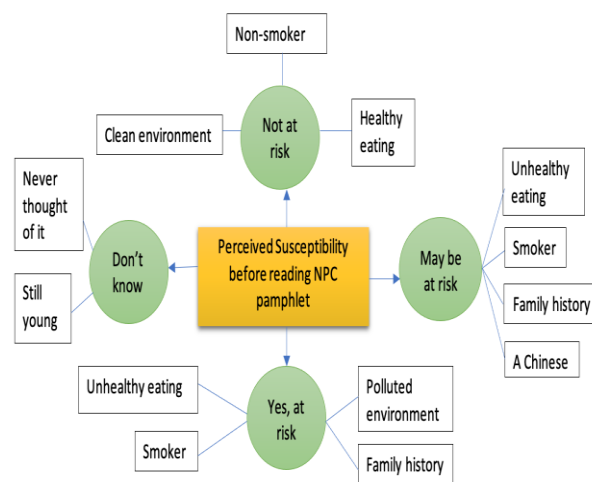 Non-smoker
Clean environment
Not at
risk
Healthy
eating
Never
thought
of it
Still
young
Don't
know
Perceived Susceptibility
before reading NPC
pamphlet
May be
at risk
Unhealthy
eating
Smoker
Family history
A Chinese
Unhealthy eating
Smoker
Yes, at
risk
Polluted
environment
Family history